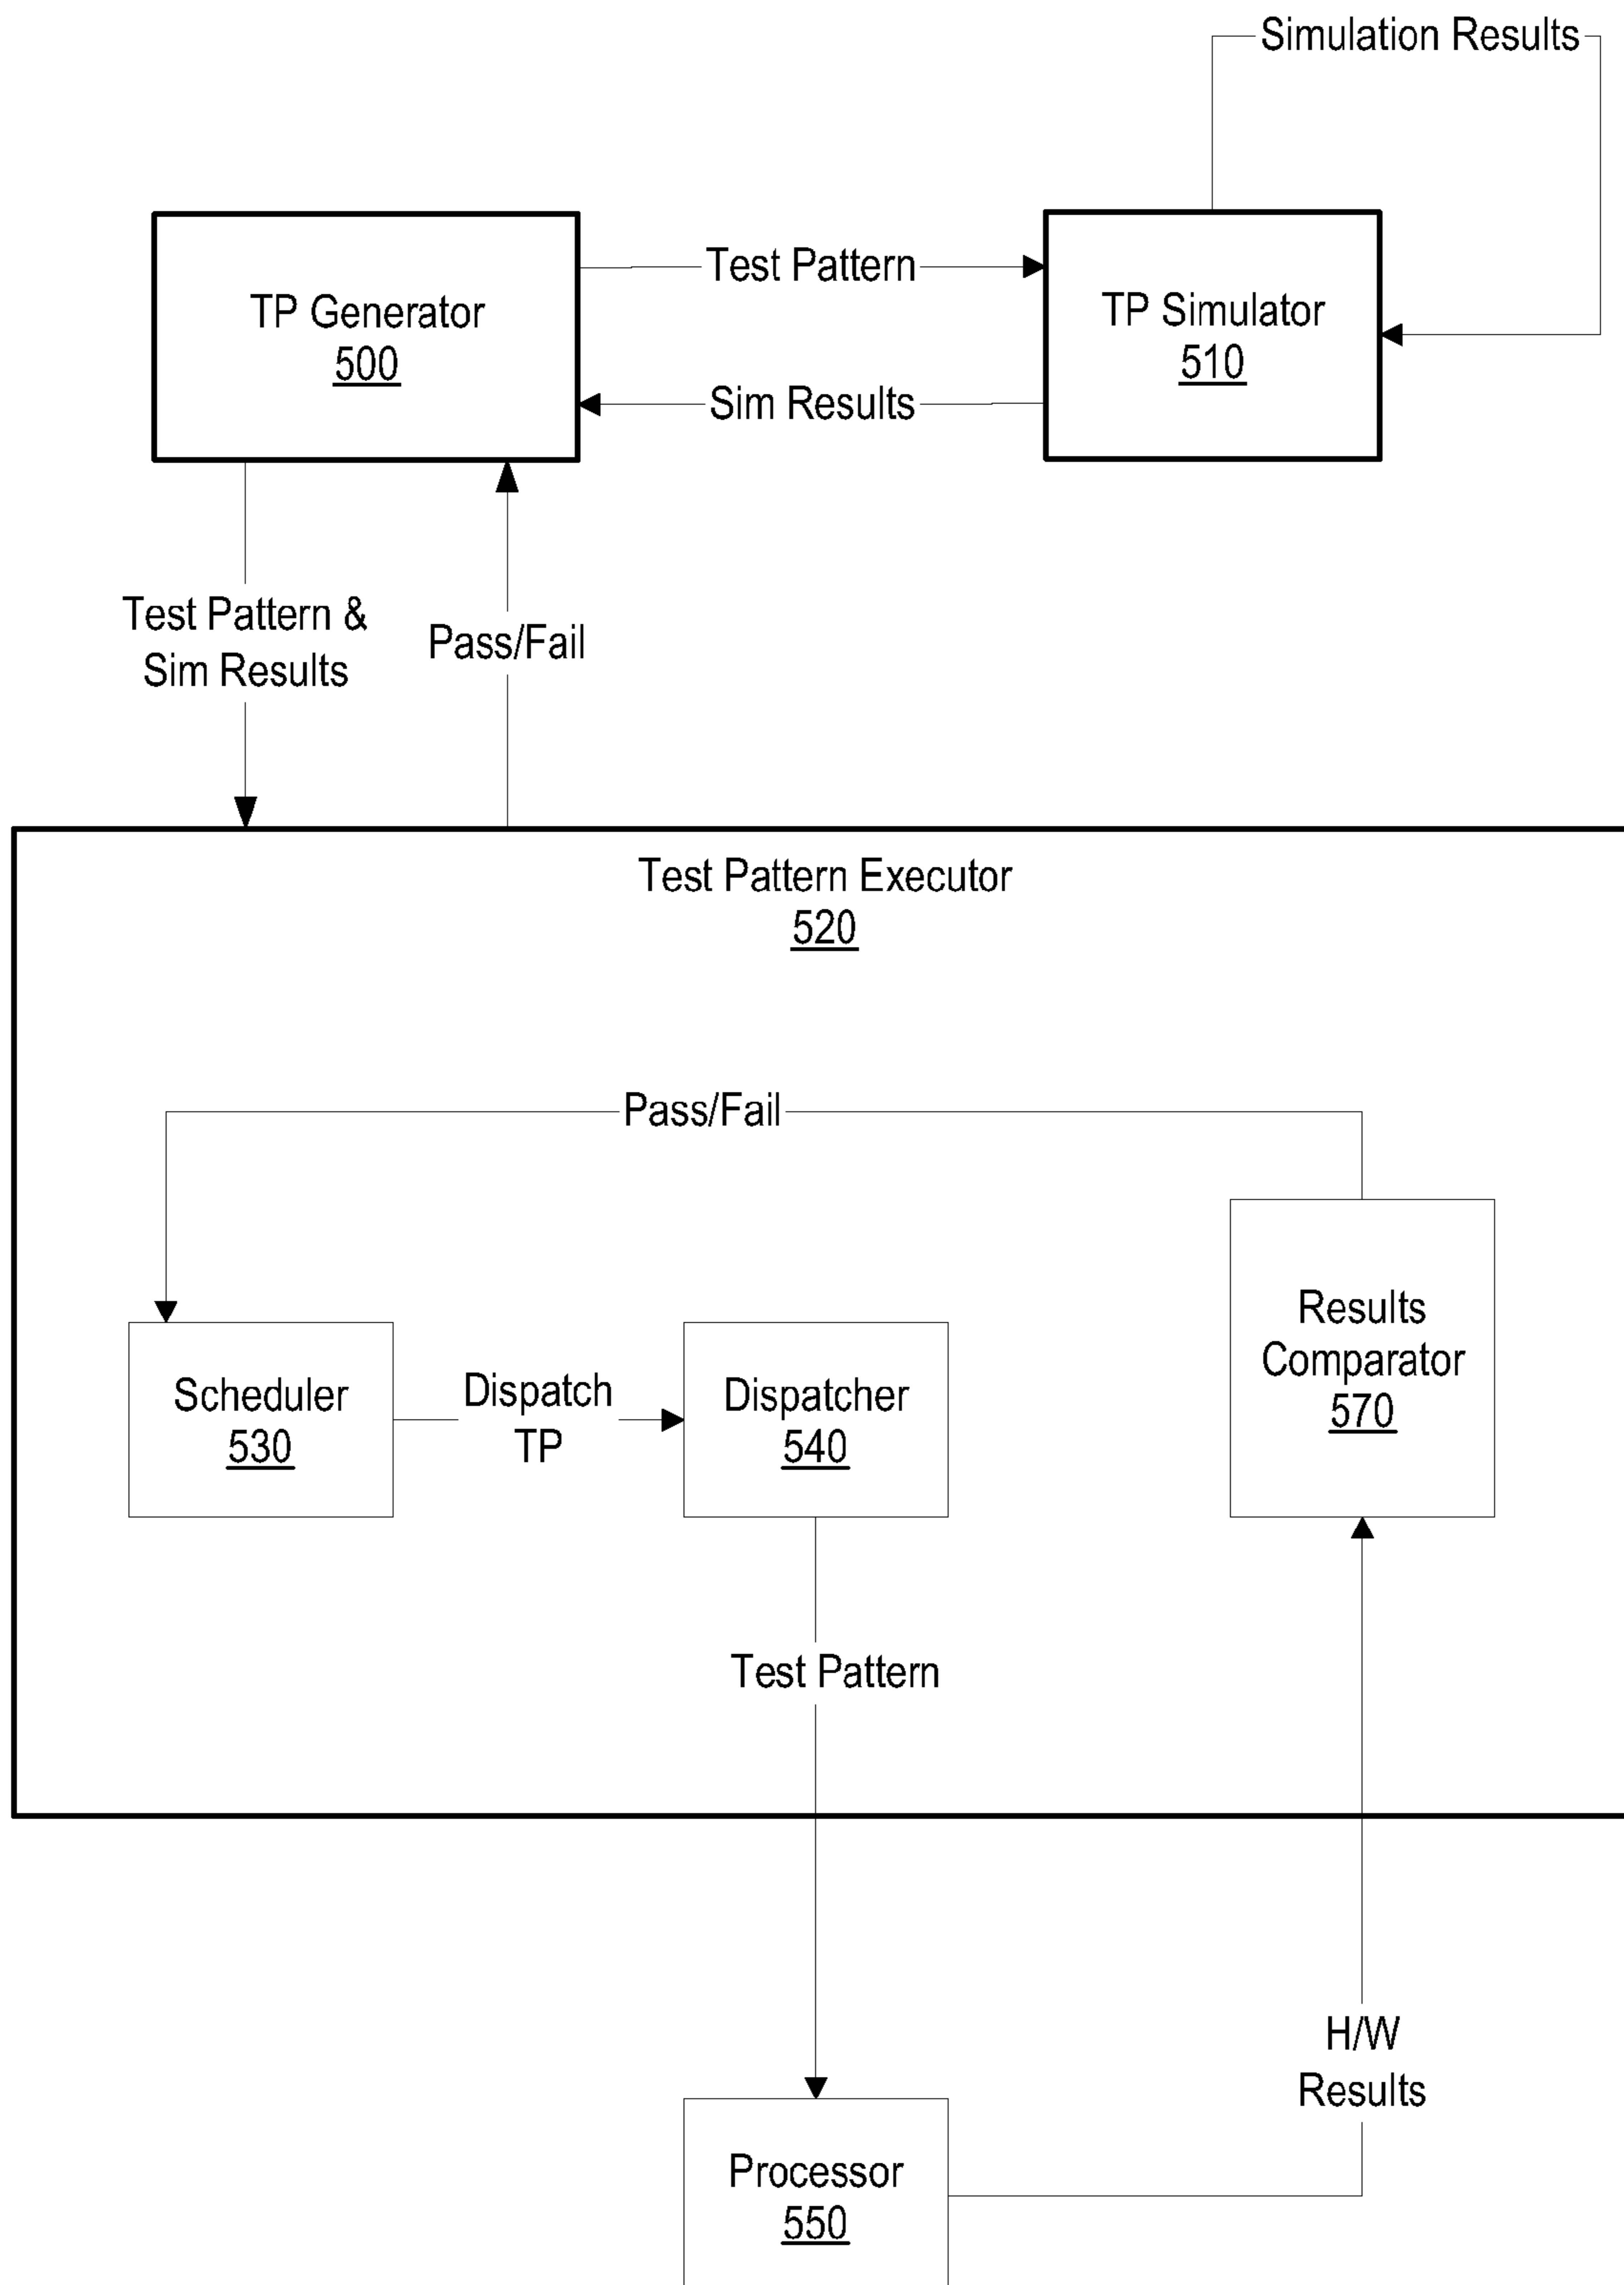 Simulation Results
TP Generator
500
Test Pattern
TP Simulator
510
Sim Results
Test Pattern &
Sim Results
Pass/Fail
Test Pattern Executor
520
Pass/Fail
Scheduler
530
Dispatch
TP
Dispatcher
540
Results
Comparator
570
Test Pattern
H/W
Results
Processor
550